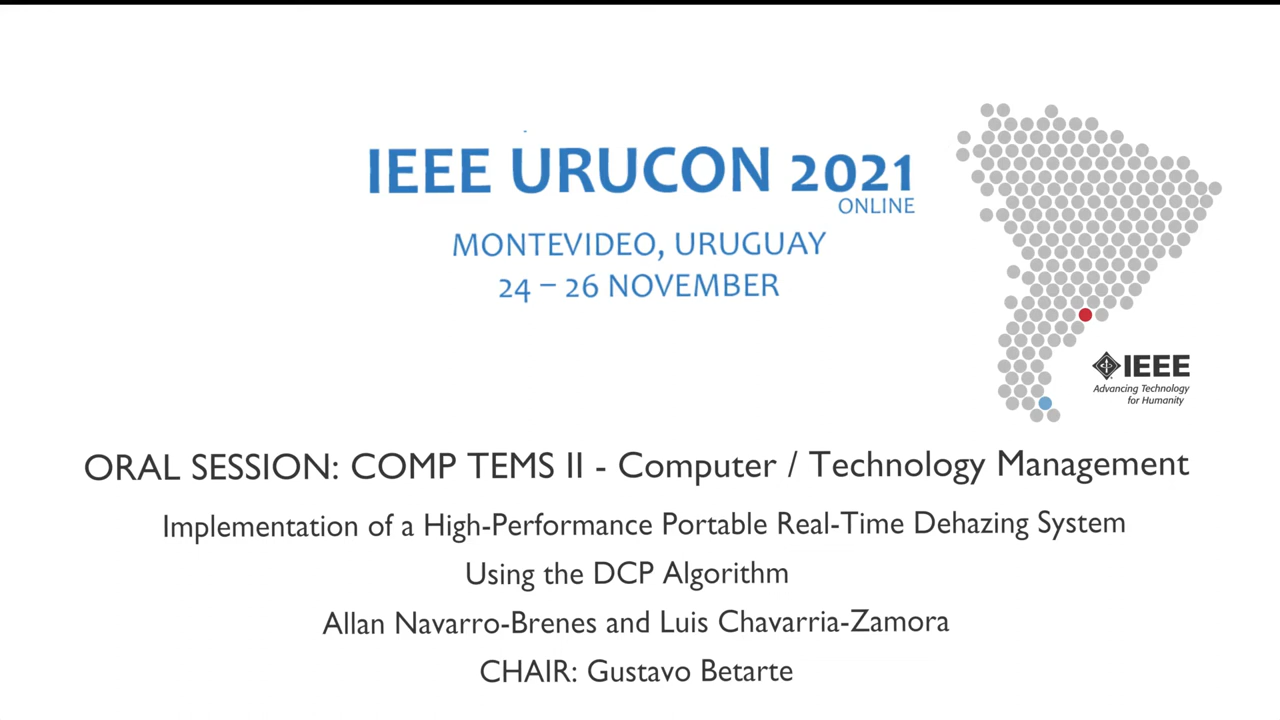 IEEE URUCON 2021
ONLINE
MONTEVIDEO, URUGUAY
24 – 26 NOVEMBER
IEEE
Advancing Technology
for Humanity
ORAL SESSION: COMP TEMS II - Computer / Technology Management
Implementation of a High-Performance Portable Real-Time Dehazing System
Using the DCP Algorithm
Allan Navarro-Brenes and Luis Chavarria-Zamora
CHAIR: Gustavo Betarte